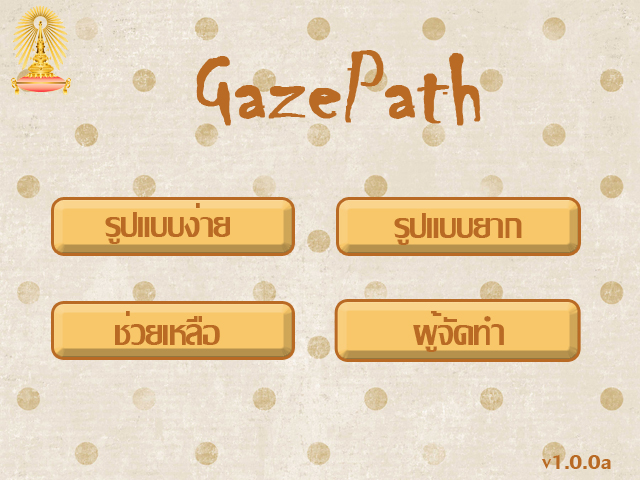 GazePath
รูปแบบง่าย
รูปแบบยาก
ช่วยเหลือ
ผู้จัดทำ
v1.0.0a